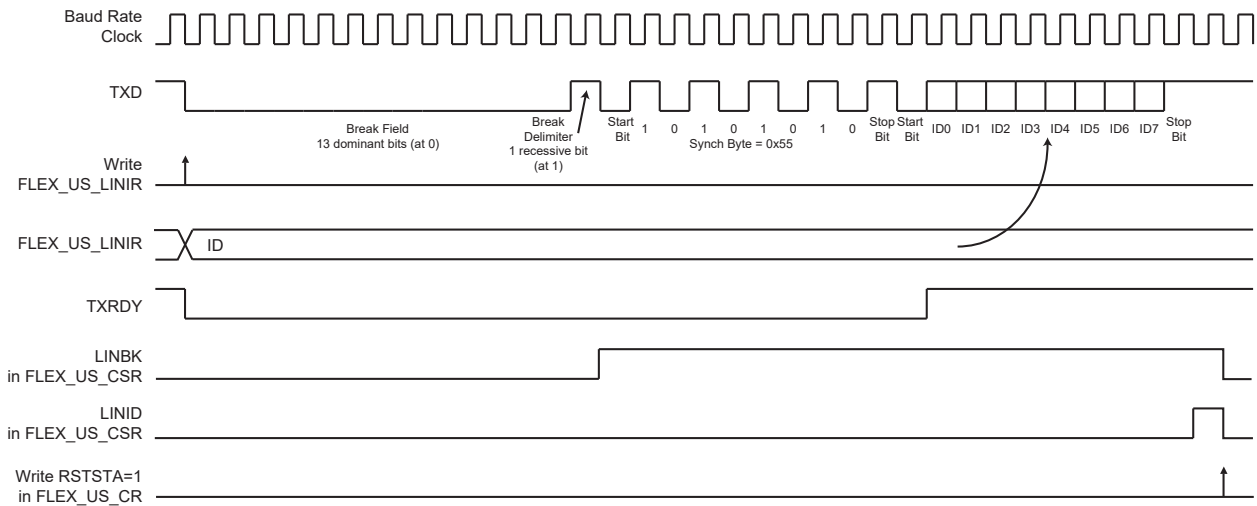 Baud Rate
Clock
TXD
Break Field
13 dominant bits (at 0)
Break
Delimiter
1 recessive bit
(at 1)
Start
Bit
1 0 1 0 1 0 1 0
Synch Byte = 0x55
Stop
Bit
Start
Bit
ID0 ID1 ID2 ID3 ID4 ID5 ID6 ID7
Stop
Bit
Write
FLEX_US_LINIR
FLEX_US_LINIR
ID
TXRDY
LINBK
in FLEX_US_CSR
LINID
in FLEX_US_CSR
Write RSTSTA=1
in FLEX_US_CR